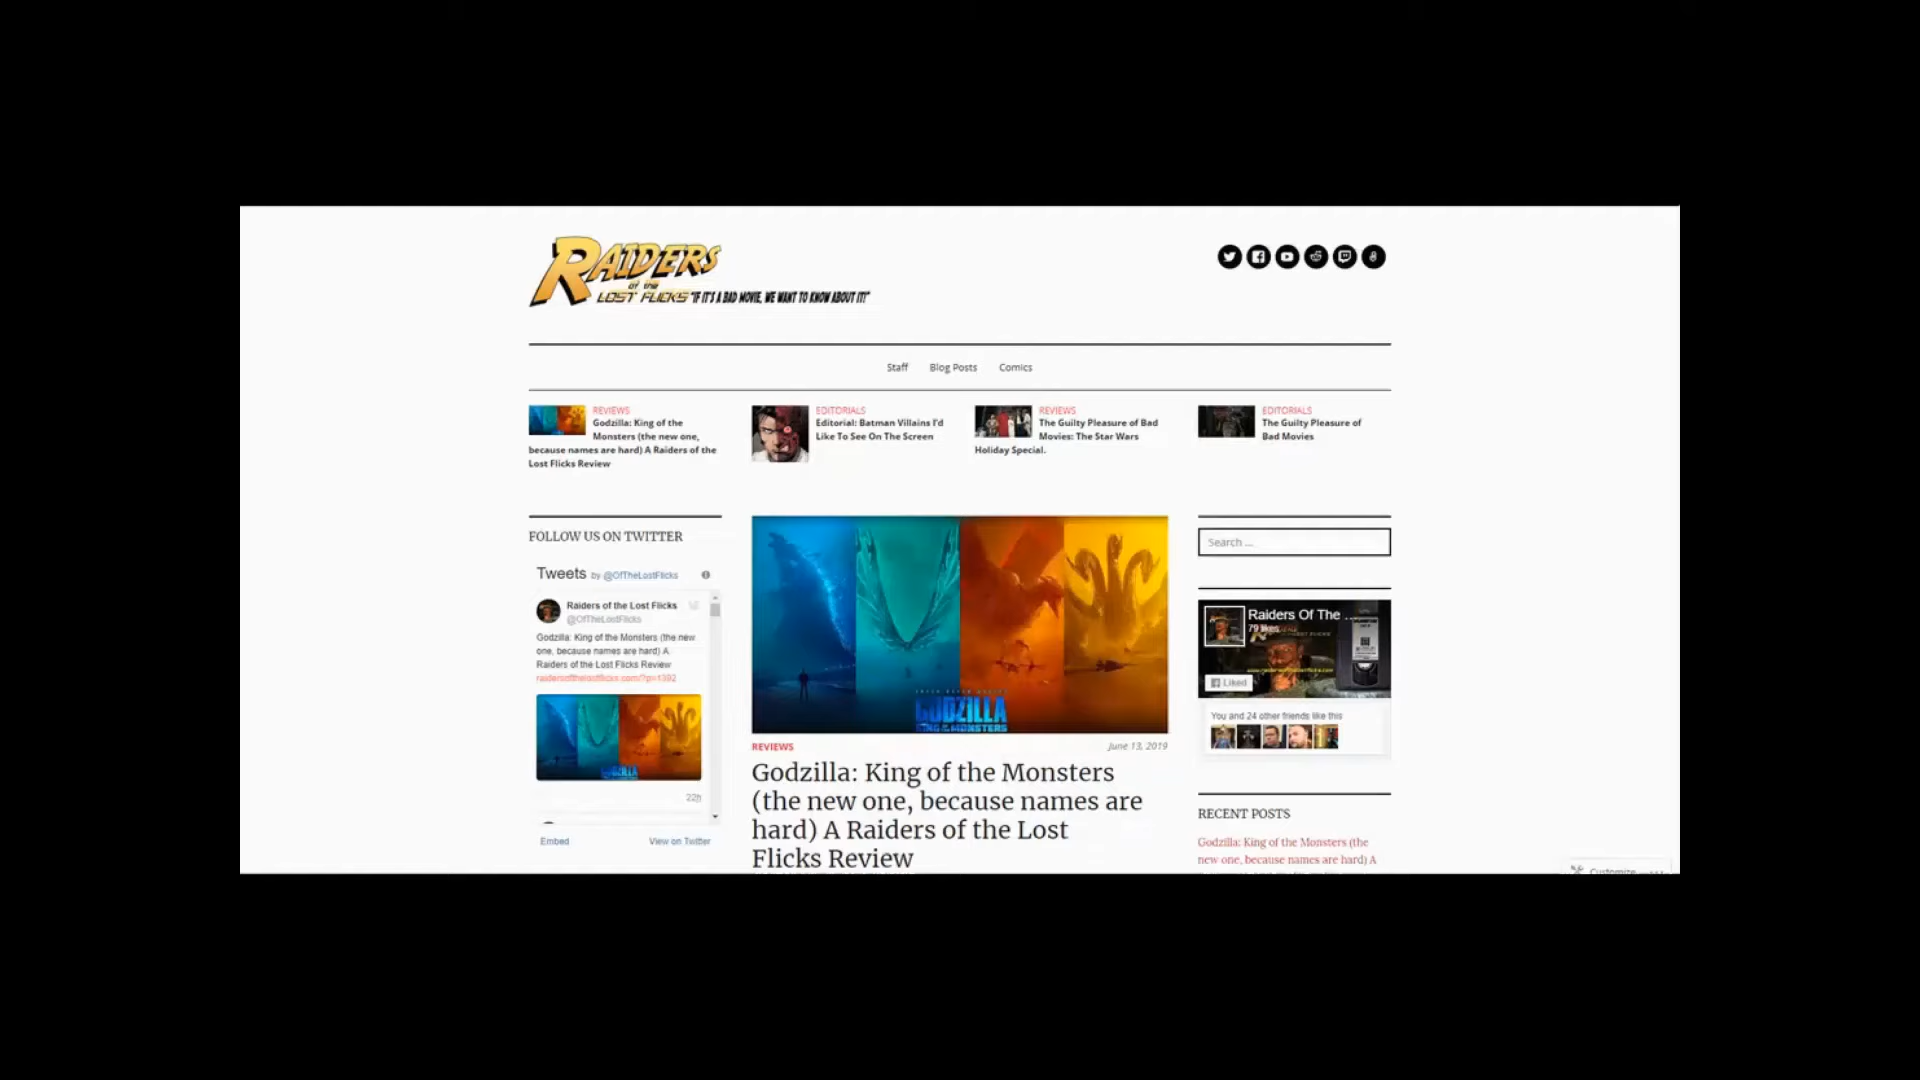 RAIDERS
of the
LOST FLICKS "IF IT'S A BAD MOVIE, WE WANT TO KNOW ABOUT IT!"
Staff Blog Posts Comics
REVIEWS
Godzilla: King of the
Monsters (the new one,
because names are hard) A Raiders of the
Lost Flicks Review
EDITORIALS
Editorial: Batman Villains I'd
Like To See On The Screen
REVIEWS
The Guilty Pleasure of Bad
Movies: The Star Wars
Holiday Special.
EDITORIALS
The Guilty Pleasure of
Bad Movies
FOLLOW US ON TWITTER
Tweets by @OfTheLostFlicks
Raiders of the Lost Flicks
@OfTheLostFlicks
Godzilla: King of the Monsters (the new
one, because names are hard) A
Raiders of the Lost Flicks Review
raidersofthelostflicks.com/?p=1392
22h
Embed View on Twitter
GODZILLA
KING OF THE MONSTERS
REVIEWS June 13, 2019
Godzilla: King of the Monsters
(the new one, because names are
hard) A Raiders of the Lost
Flicks Review
Search ...
Raiders Of The ...
79 likes
Liked
You and 24 other friends like this
RECENT POSTS
Godzilla: King of the Monsters (the
new one, because names are hard) A
Customize